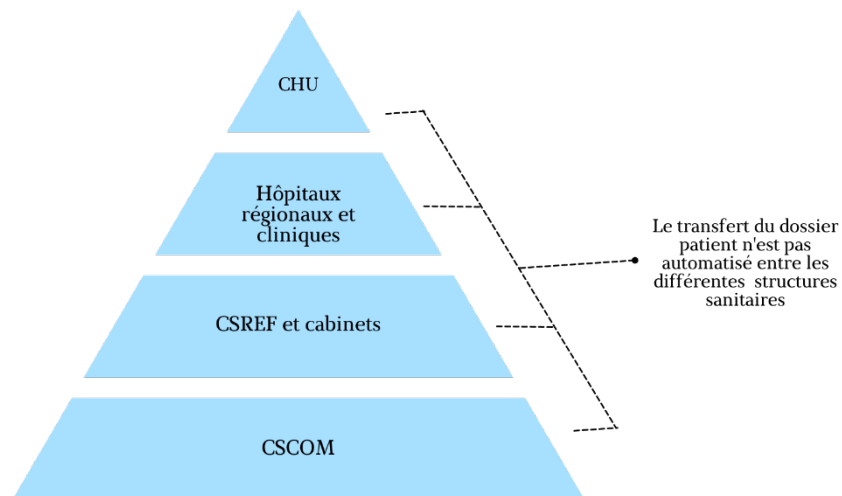 CHU
Hôpitaux
régionaux et
cliniques
Le transfert du dossier
patient n'est pas
automatisé entre les
différentes structures
sanitaires
CSREF et cabinets
CSCOM